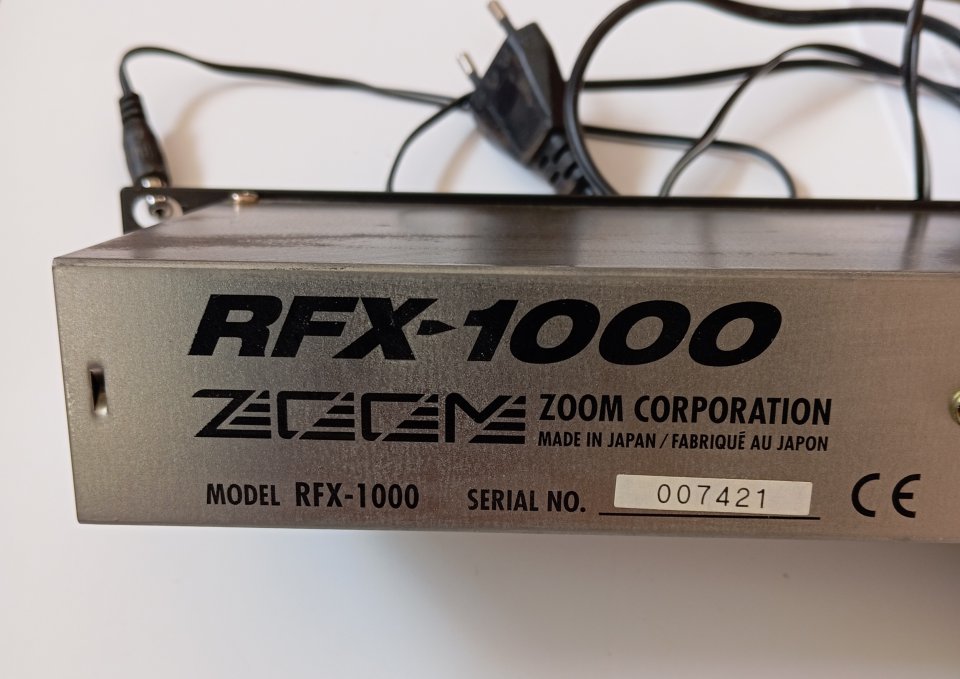 RFX-1000
ZOOM ZOOM CORPORATION
MADE IN JAPAN / FABRIQUÉ AU JAPON
MODEL RFX-1000 SERIAL NO. 007421 CE